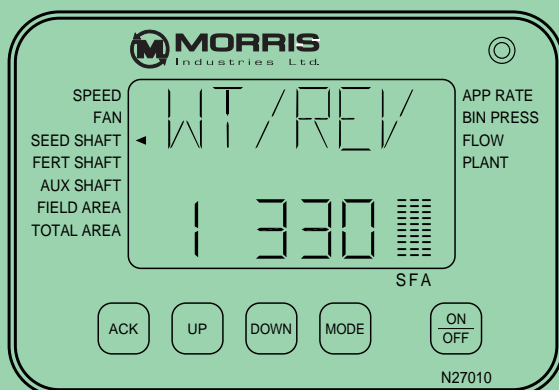 MORRIS
Industries Ltd.
SPEED
FAN
SEED SHAFT
FERT SHAFT
AUX SHAFT
FIELD AREA
TOTAL AREA
WT/REV
1 330
APP RATE
BIN PRESS
FLOW
PLANT
SFA
ACK
UP
DOWN
MODE
ON
OFF
N27010